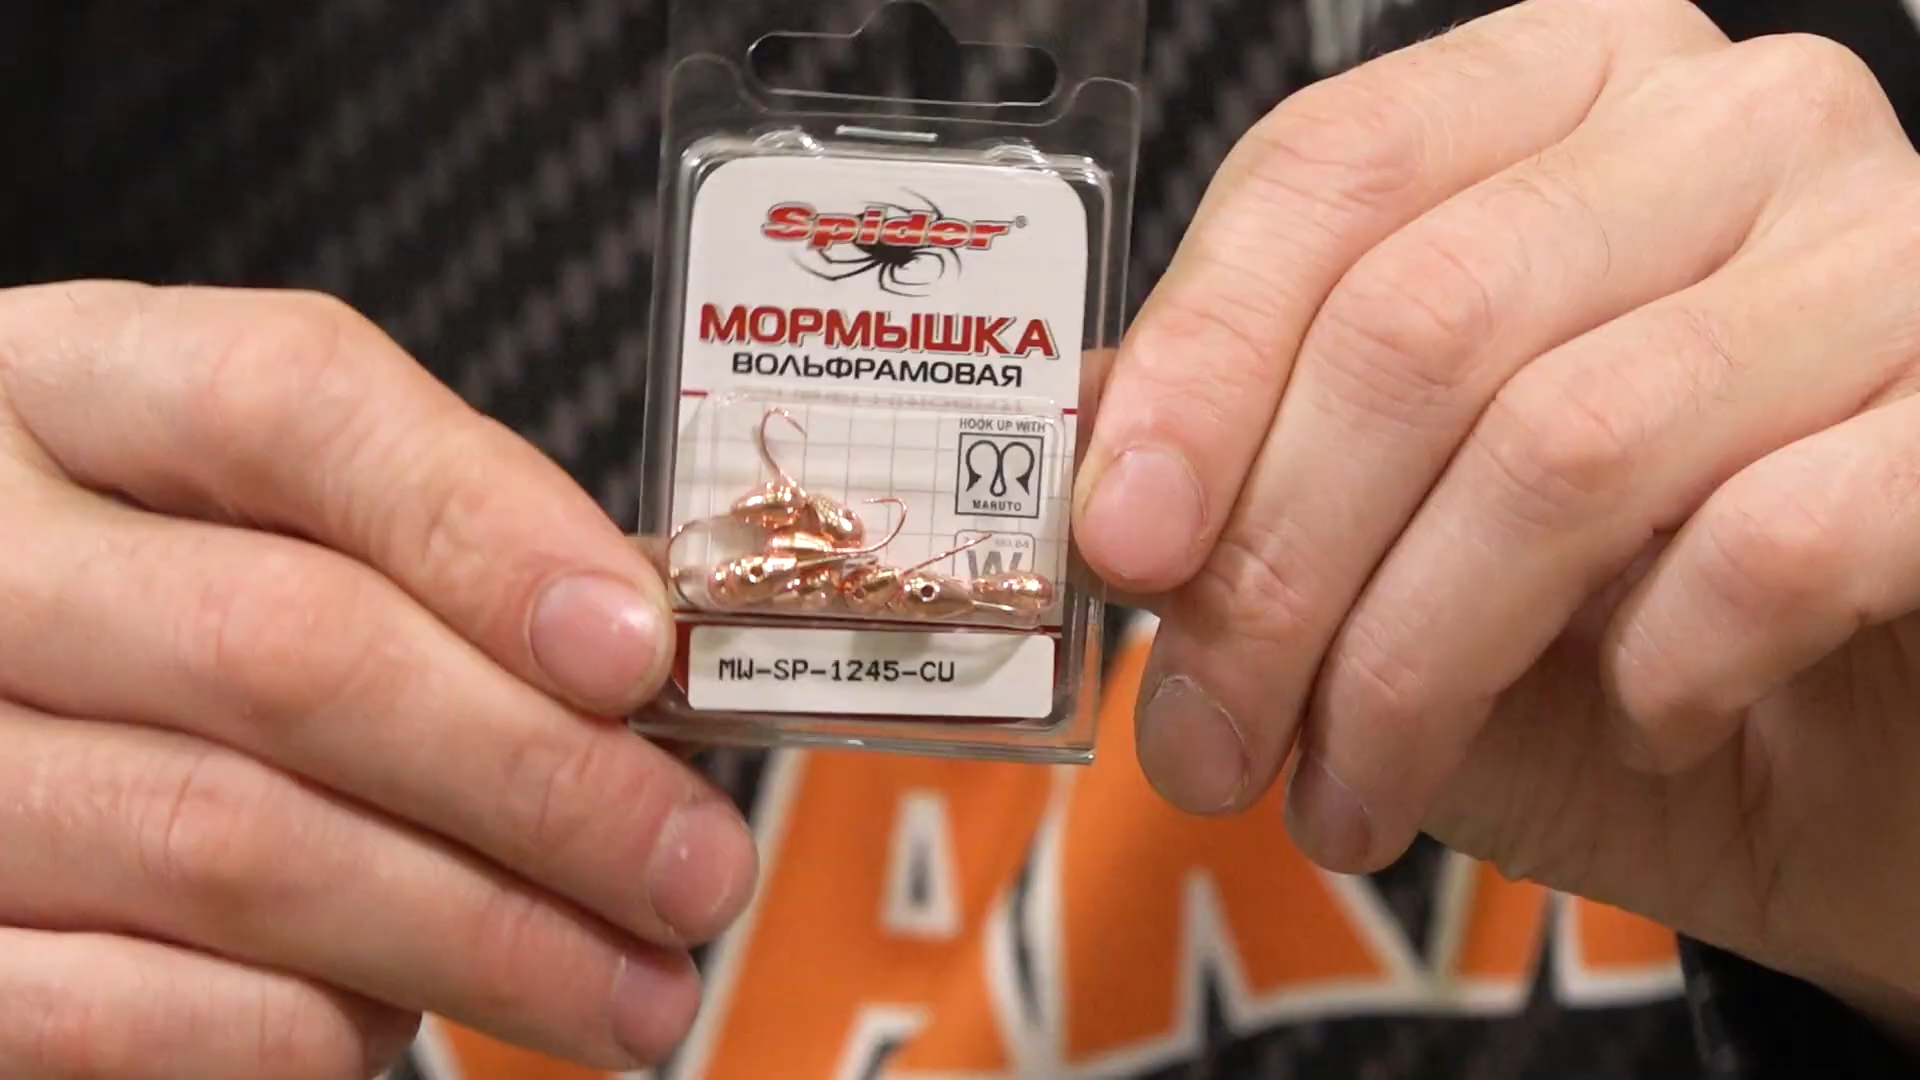 Spider®
МОРМЫШКА
ВОЛЬФРАМОВАЯ
HOOK UP WITH
MARUTO
W
MW-SP-1245-CU